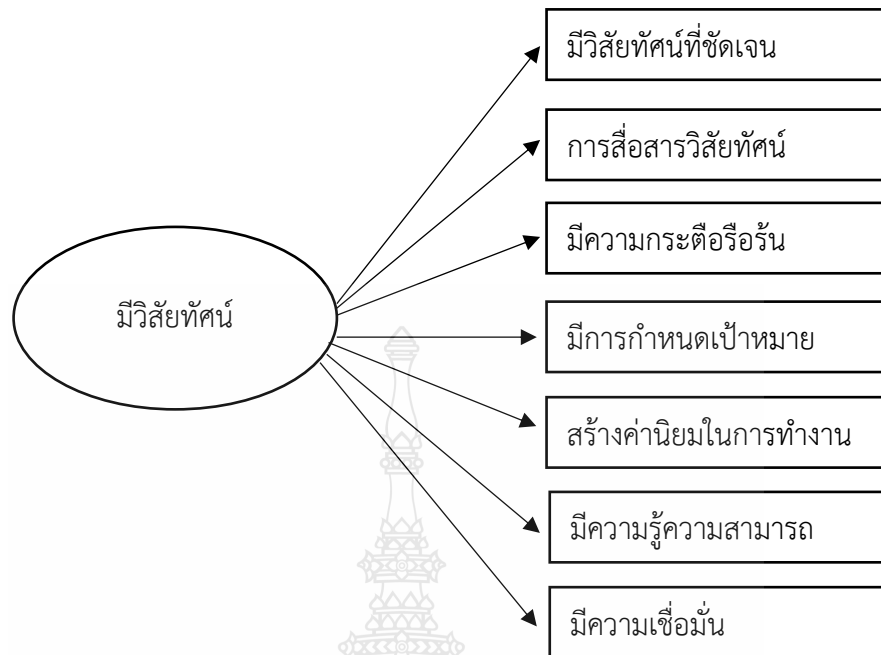 มีวิสัยทัศน์ที่ชัดเจน
การสื่อสารวิสัยทัศน์
มีความกระตือรือร้น
มีวิสัยทัศน์
มีการกำหนดเป้าหมาย
สร้างค่านิยมในการทำงาน
มีความรู้ความสามารถ
มีความเชื่อมั่น